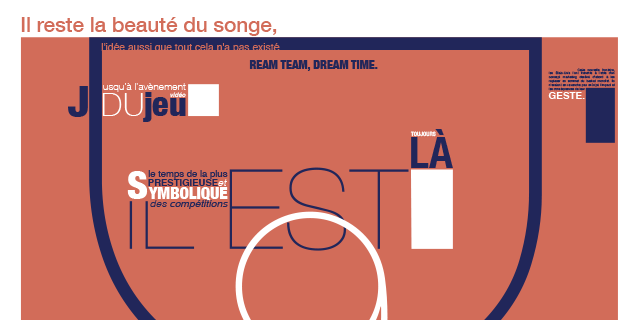 Il reste la beauté du songe,
l'idée aussi que tout cela n'a pas existé
REAM TEAM, DREAM TIME.
Jusqu'à l'avènement
vidéo
DU jeu
GESTE.
TOUJOURS
LÀ
le temps de la plus
PRESTIGIEUSE et
SYMBOLIQUE
des compétitions
IL EST